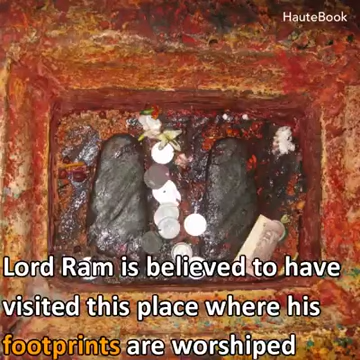 HauteBook
Lord Ram is believed to have
visited this place where his
footprints are worshiped